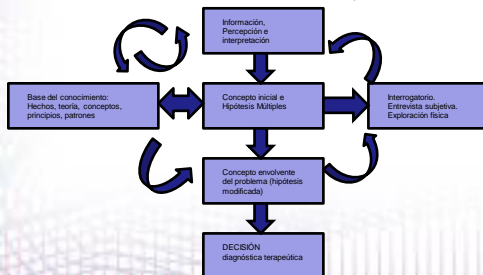 Información,
Percepción e
interpretación
Base del conocimiento:
Hechos, teoría, conceptos,
principios, patrones
Concepto inicial e
Hipótesis Múltiples
Interrogatorio.
Entrevista subjetiva.
Exploración física
Concepto envolvente
del problema (hipótesis
modificada)
DECISIÓN
diagnóstica terapeútica